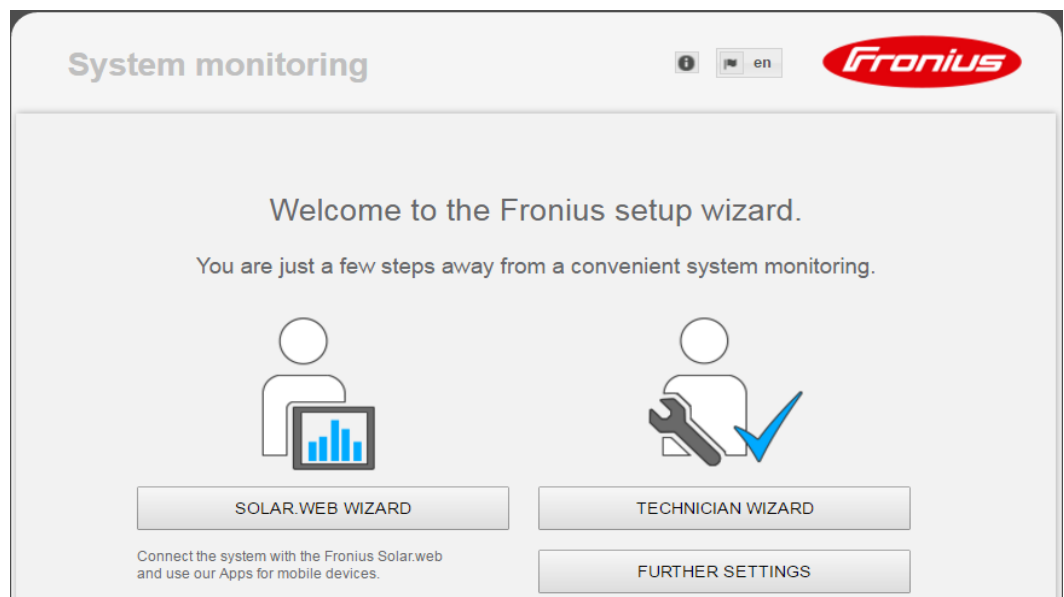 System monitoring
en
Fronius
Welcome to the Fronius setup wizard.
You are just a few steps away from a convenient system monitoring.
SOLAR.WEB WIZARD
TECHNICIAN WIZARD
Connect the system with the Fronius Solar.web
and use our Apps for mobile devices.
FURTHER SETTINGS